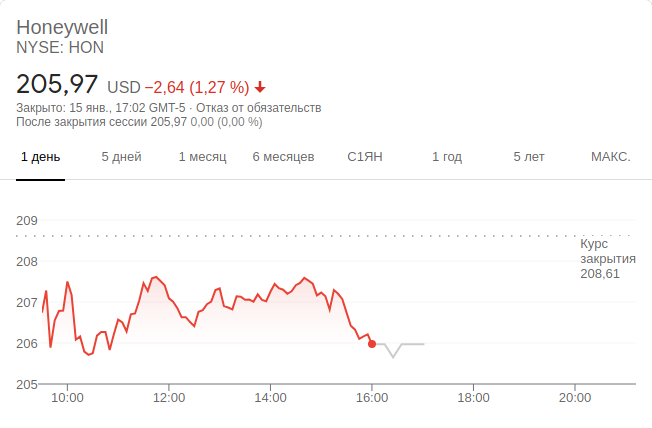 Honeywell
NYSE: HON
205,97 USD −2,64 (1,27 %)
Закрыто: 15 янв., 17:02 GMT-5 · Отказ от обязательств
После закрытия сессии 205,97 0,00 (0,00 %)
1 день 5 дней 1 месяц 6 месяцев С1ЯН 1 год 5 лет МАКС.
209
Курс
закрытия
208,61
208
207
206
205
10:00 12:00 14:00 16:00 18:00 20:00